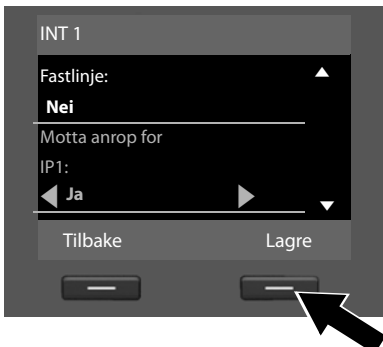 INT 1
Fastlinje:
Nei
Motta anrop for
IP1:
Ja
Tilbake Lagre